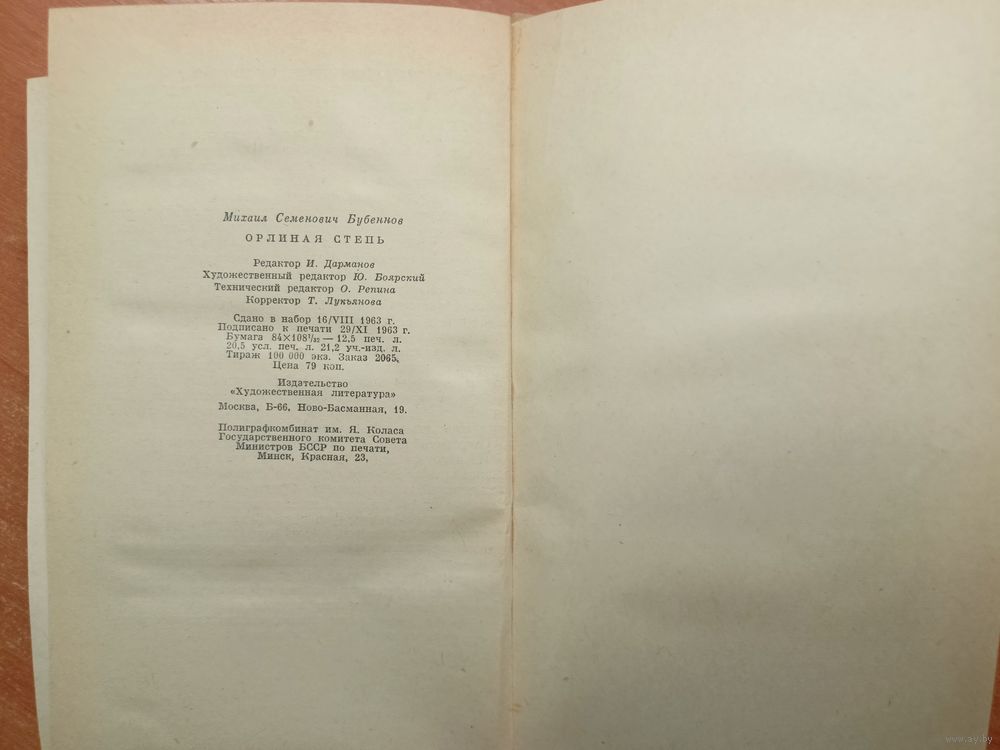 Михаил Семенович Бубеннов
ОРЛИНАЯ СТЕПЬ
Редактор И. Дарманов
Художественный редактор Ю. Боярский
Технический редактор О. Репина
Корректор Т. Лукьянова
Сдано в набор 16/VIII 1963 г.
Подписано к печати 29/XI 1963 г.
Бумага 84×108¹/₃₂ — 12,5 печ. л.
20,5 усл. печ. л. 21,2 уч.-изд. л.
Тираж 100 000 экз. Заказ 2065.
Цена 79 коп.
Издательство
«Художественная литература»
Москва, Б-66, Ново-Басманная, 19.
Полиграфкомбинат им. Я. Коласа
Государственного комитета Совета
Министров БССР по печати,
Минск, Красная, 23,
www.ay.by